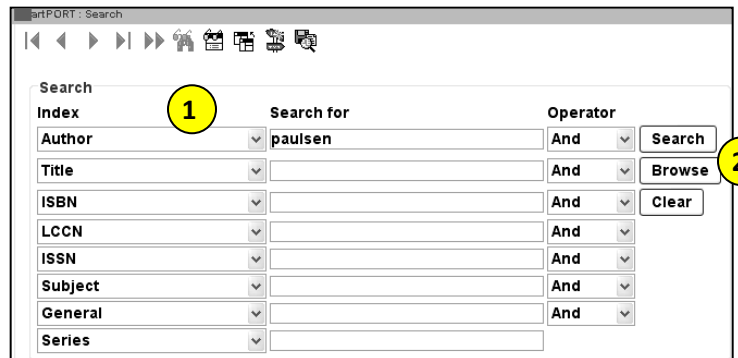 artPORT : Search
Search
Index 1 Search for Operator
Author paulsen And Search
Title And Browse 2
ISBN And Clear
LCCN And
ISSN And
Subject And
General And
Series